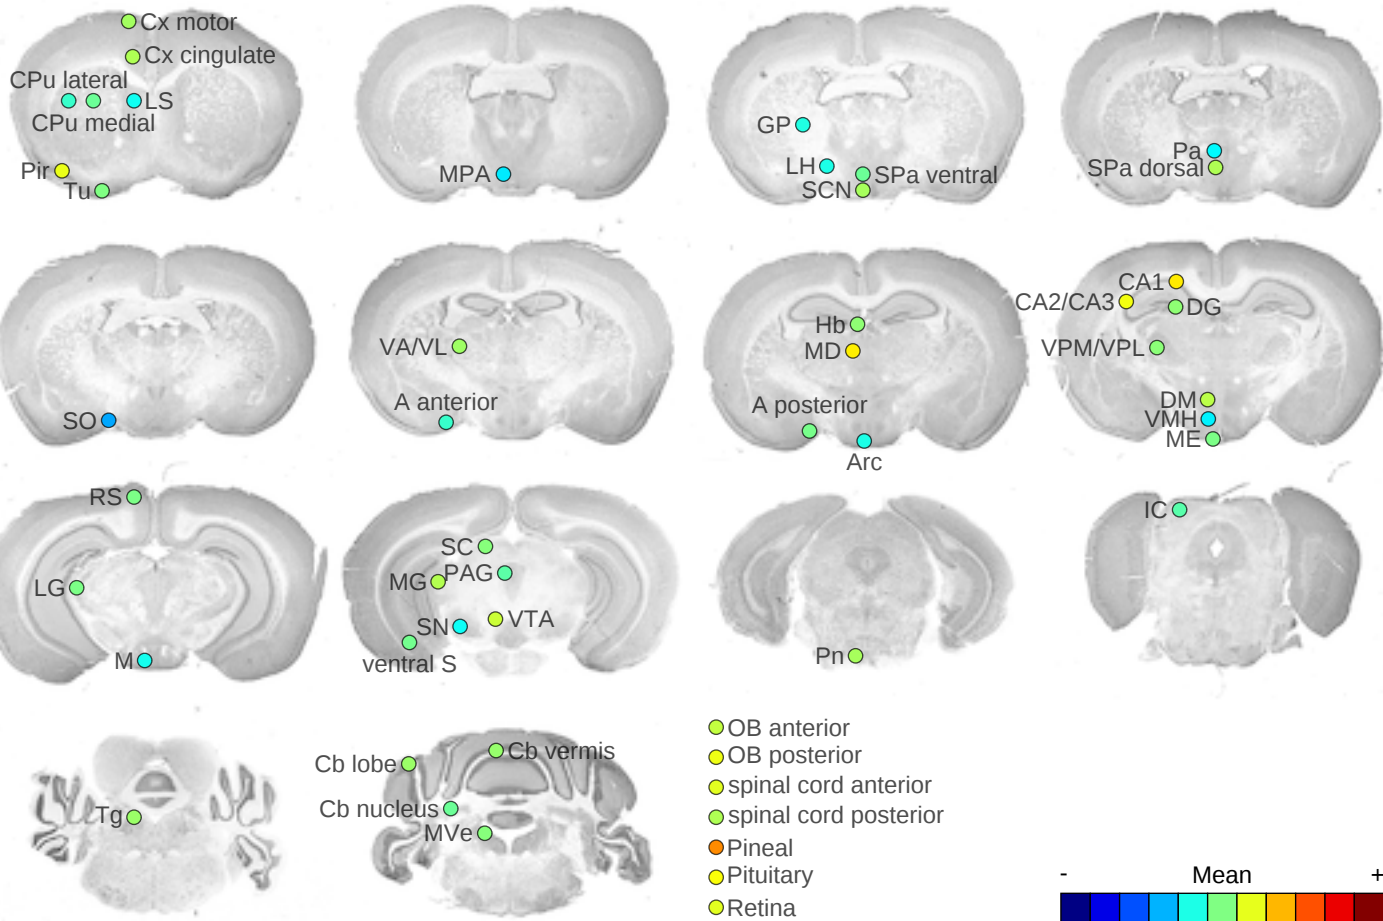 Cx motor
Cx cingulate
CPu lateral
LS
CPu medial
Pir
Tu
MPA
GP
LH
SPa ventral
SCN
Pa
SPa dorsal
SO
VA/VL
A anterior
Hb
MD
A posterior
Arc
CA1
CA2/CA3
DG
VPM/VPL
DM
VMH
ME
RS
LG
M
SC
PAG
MG
SN
VTA
ventral S
Pn
IC
Tg
Cb lobe
Cb vermis
Cb nucleus
MVe
OB anterior
OB posterior
spinal cord anterior
spinal cord posterior
Pineal
Pituitary
Retina
- Mean +